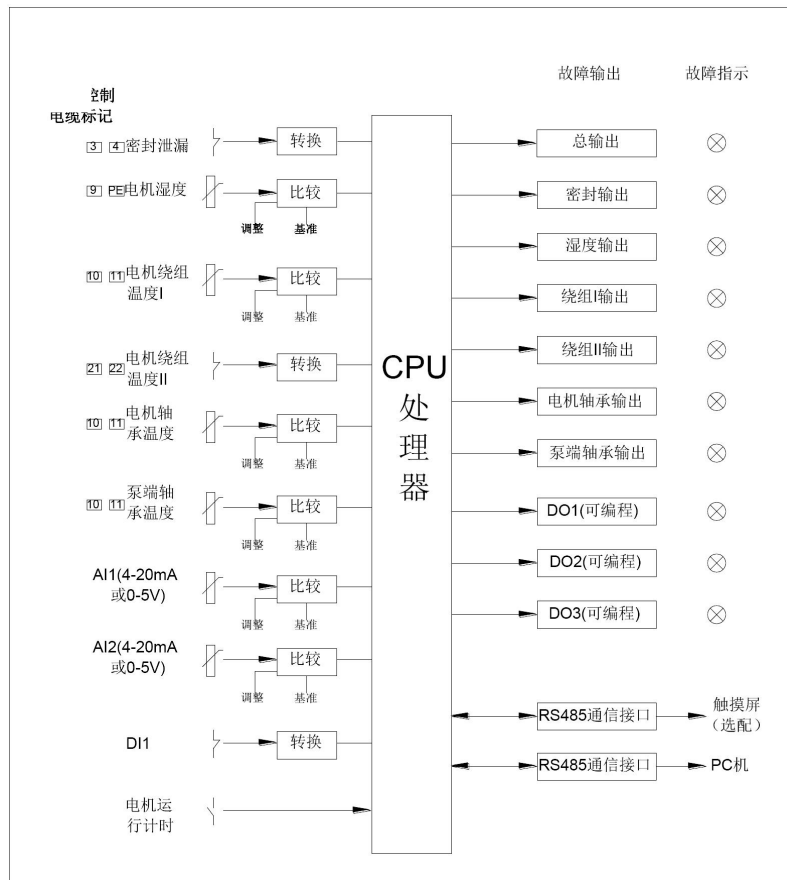 故障输出 故障指示
控制
电缆标记
3 4 密封泄漏 转换 总输出
9 PE 电机湿度 比较 密封输出
调整 基准
湿度输出
10 11 电机绕组
温度I 比较
调整 基准
绕组I输出
21 22 电机绕组
温度II 转换 绕组II输出
CPU
处
理
器
10 11 电机轴
承温度 比较 电机轴承输出
调整 基准
泵端轴承输出
10 11 泵端轴
承温度 比较 DO1(可编程)
调整 基准
DO2(可编程)
AI1(4-20mA
或0-5V) 比较
调整 基准
DO3(可编程)
AI2(4-20mA
或0-5V) 比较
调整 基准
RS485通信接口 触摸屏
(选配)
DI1 转换
RS485通信接口 PC机
电机运
行计时